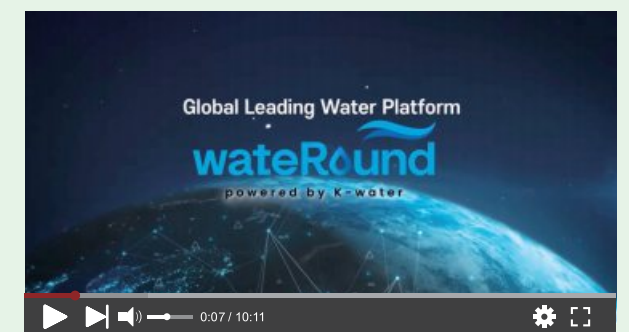 Global Leading Water Platform
wateRound
powered by K-water
0:07 / 10:11